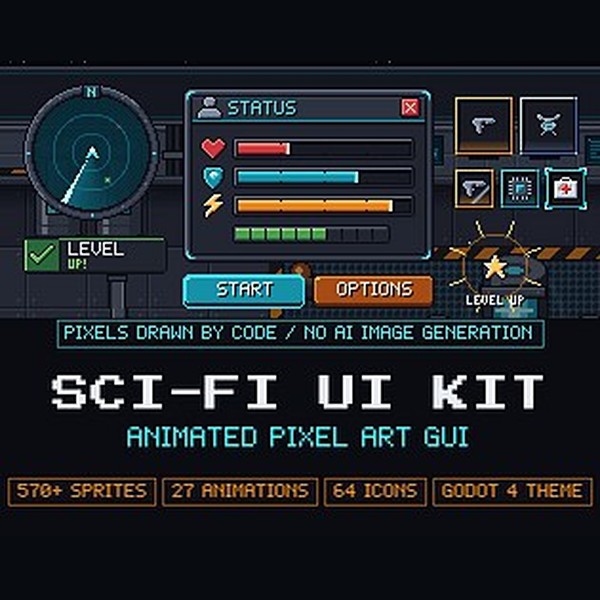 N
STATUS
LEVEL
UP!
START
OPTIONS
LEVEL UP
PIXELS DRAWN BY CODE / NO AI IMAGE GENERATION
SCI-FI UI KIT
ANIMATED PIXEL ART GUI
570+ SPRITES
27 ANIMATIONS
64 ICONS
GODOT 4 THEME